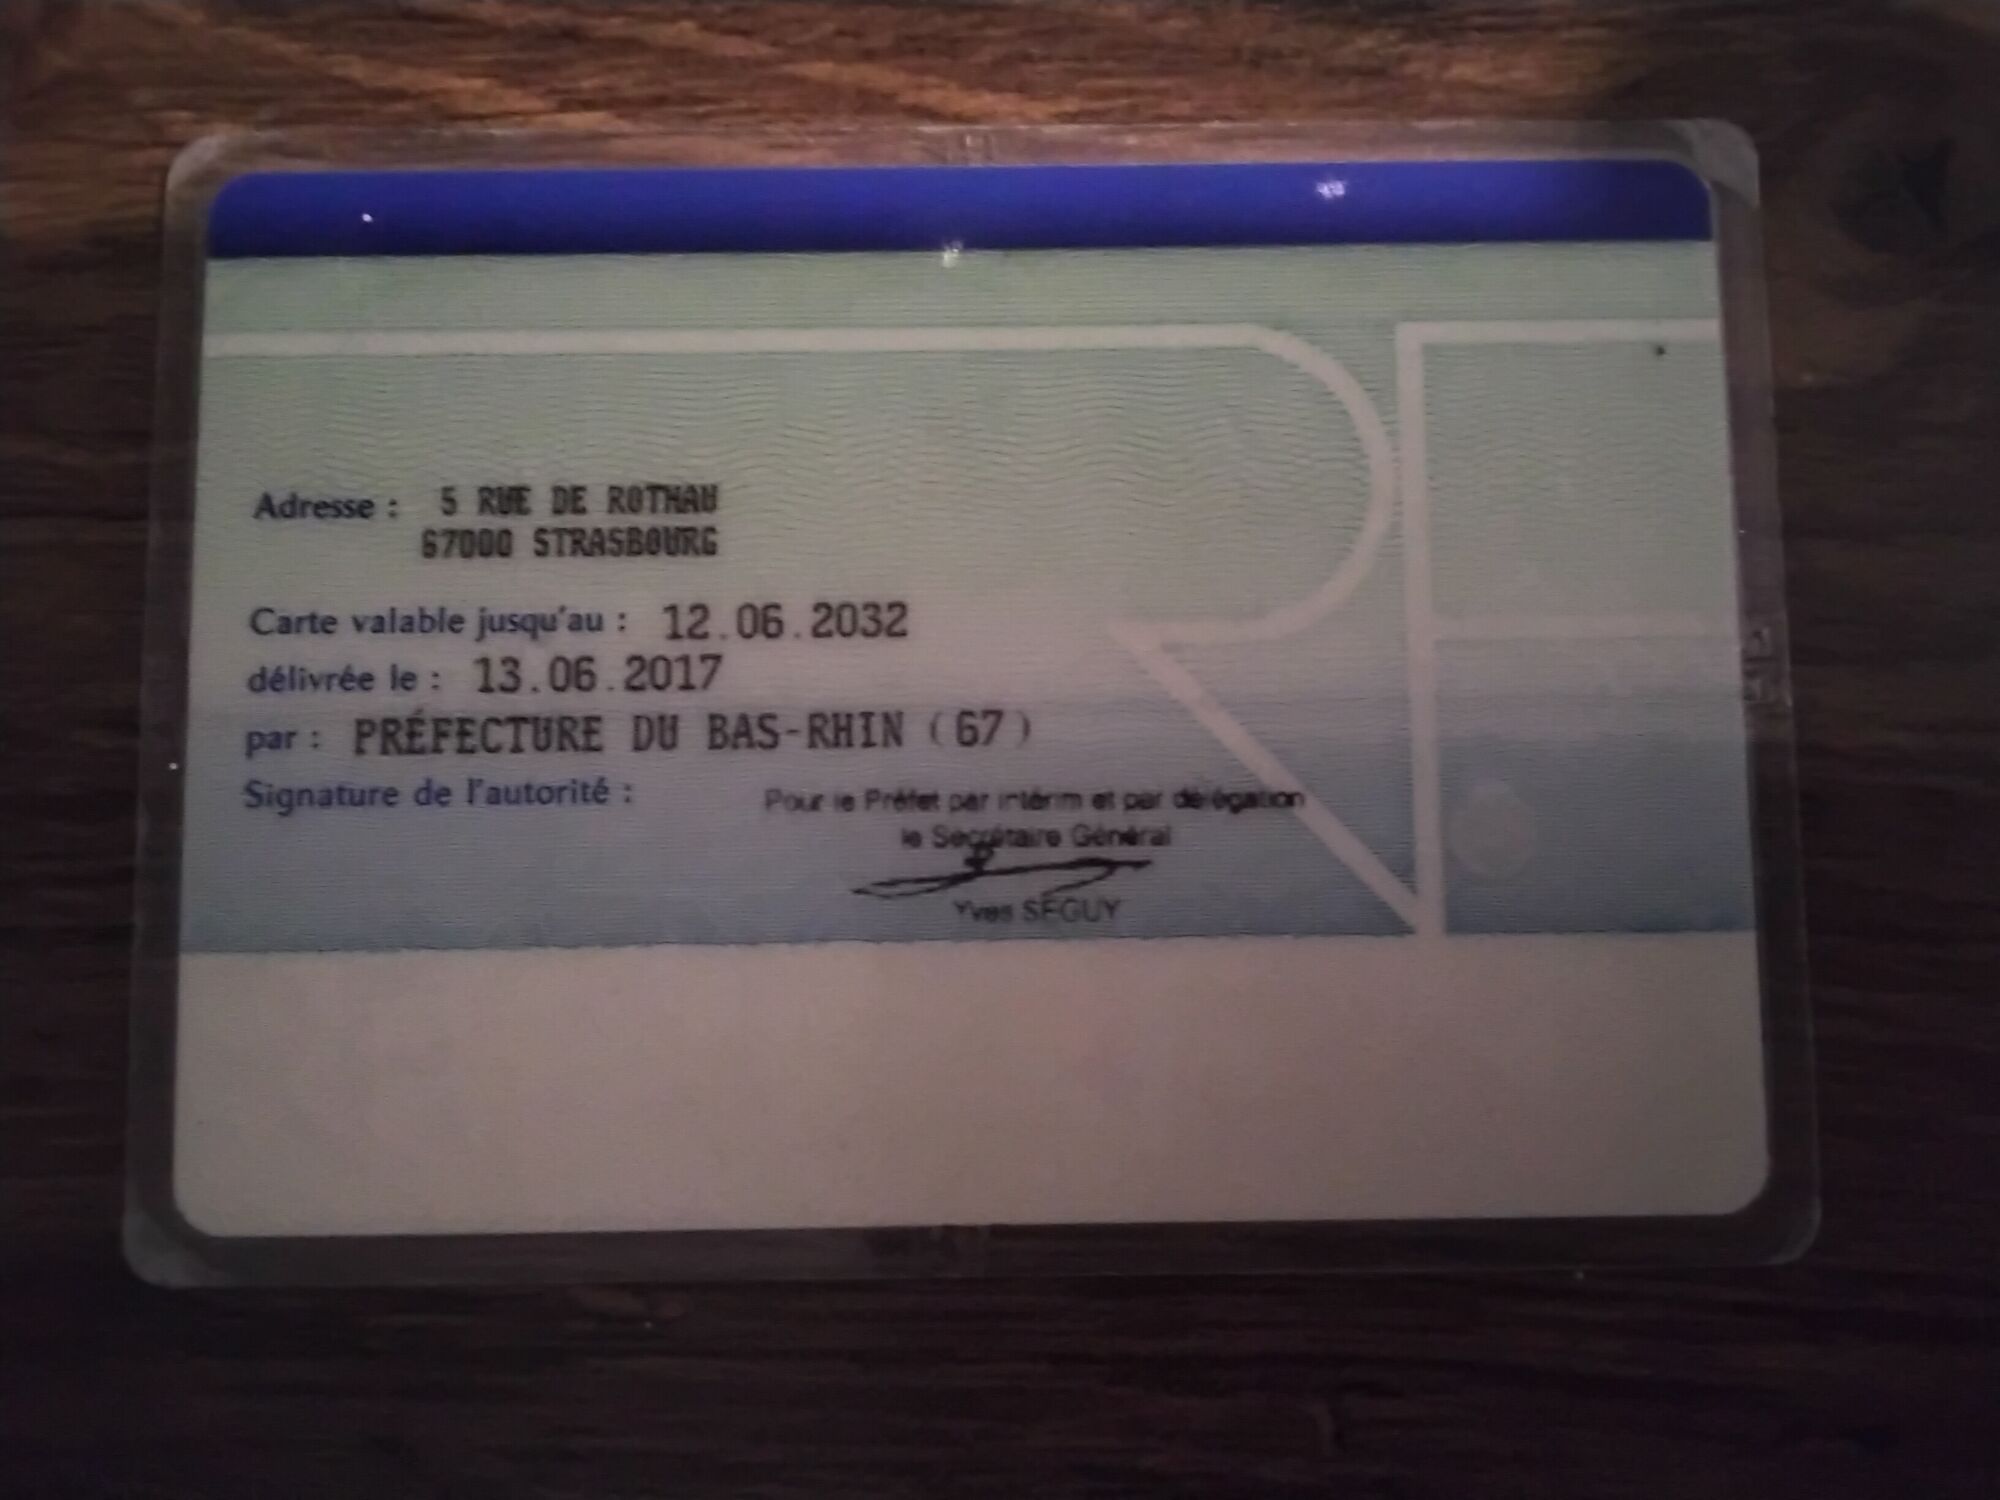 Adresse : 5 RUE DE ROTHAU
67000 STRASBOURG
Carte valable jusqu'au : 12.06.2032
délivrée le : 13.06.2017
par : PRÉFECTURE DU BAS-RHIN (67)
Signature de l'autorité :
Pour le Préfet par intérim et par délégation
le Secrétaire Général
Yves SEGUY